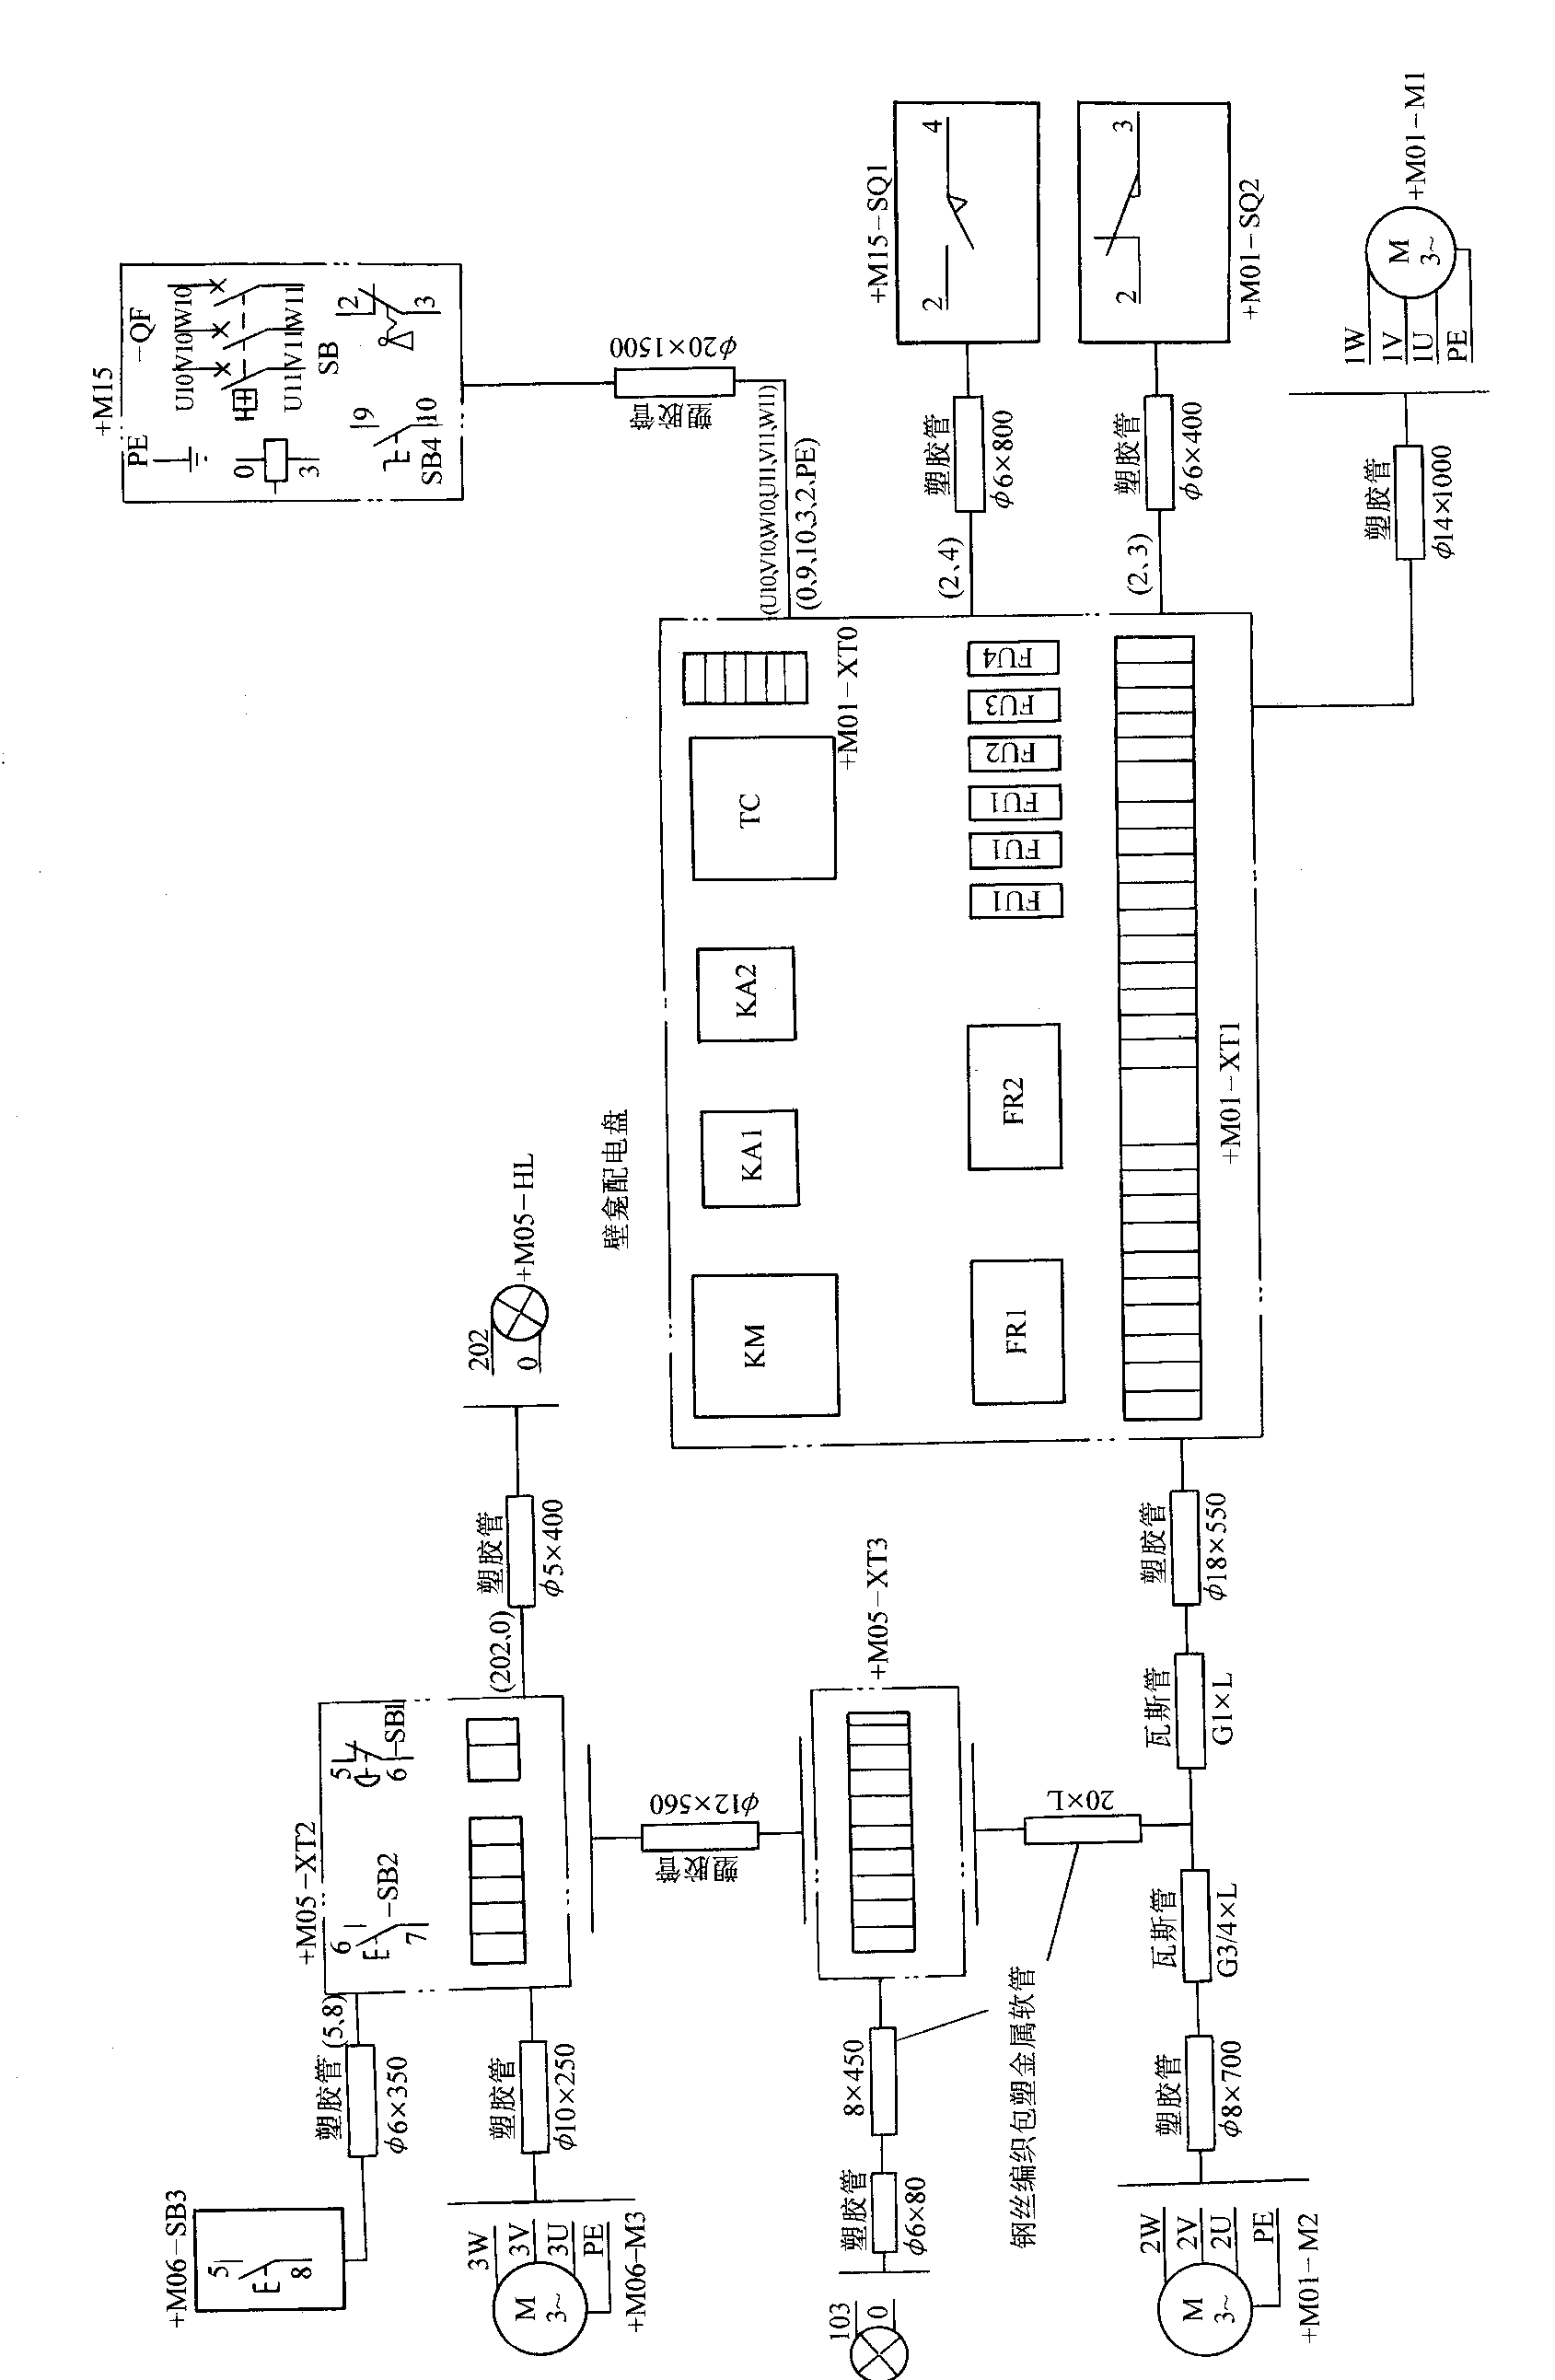 +M06-SB3
5
8
塑胶管
φ6×350
(5、8)
+M05-XT2
6
7
-SB2
5
6
-SB1
(202、0)
塑胶管
φ5×400
202
0
+M05-HL
3W
3V
3U
PE
M
3~
+M06-M3
塑胶管
φ10×250
塑胶管
φ12×560
103
0
塑胶管
φ6×80
8×450
钢丝编织包塑金属软管
+M05-XT3
20×L
2W
2V
2U
PE
M
3~
+M01-M2
塑胶管
φ8×700
瓦斯管
G3/4×L
瓦斯管
G1×L
塑胶管
φ18×550
壁龛配电盘
KM
KA1
KA2
TC
+M01-XT0
FR1
FR2
FU1
FU1
FU1
FU2
FU3
FU4
+M01-XT1
+M15
PE
-QF
U10
V10
W10
U11
V11
W11
0
3
SB
9
10
SB4
2
3
塑胶管
φ20×1500
(U10、V10、W10、U11、V11、W11)
(0、9、10、3、2、PE)
+M15-SQ1
2
4
塑胶管
φ6×800
(2、4)
2
3
+M01-SQ2
塑胶管
φ6×400
(2、3)
塑胶管
φ14×1000
1W
1V
1U
PE
M
3~
+M01-M1